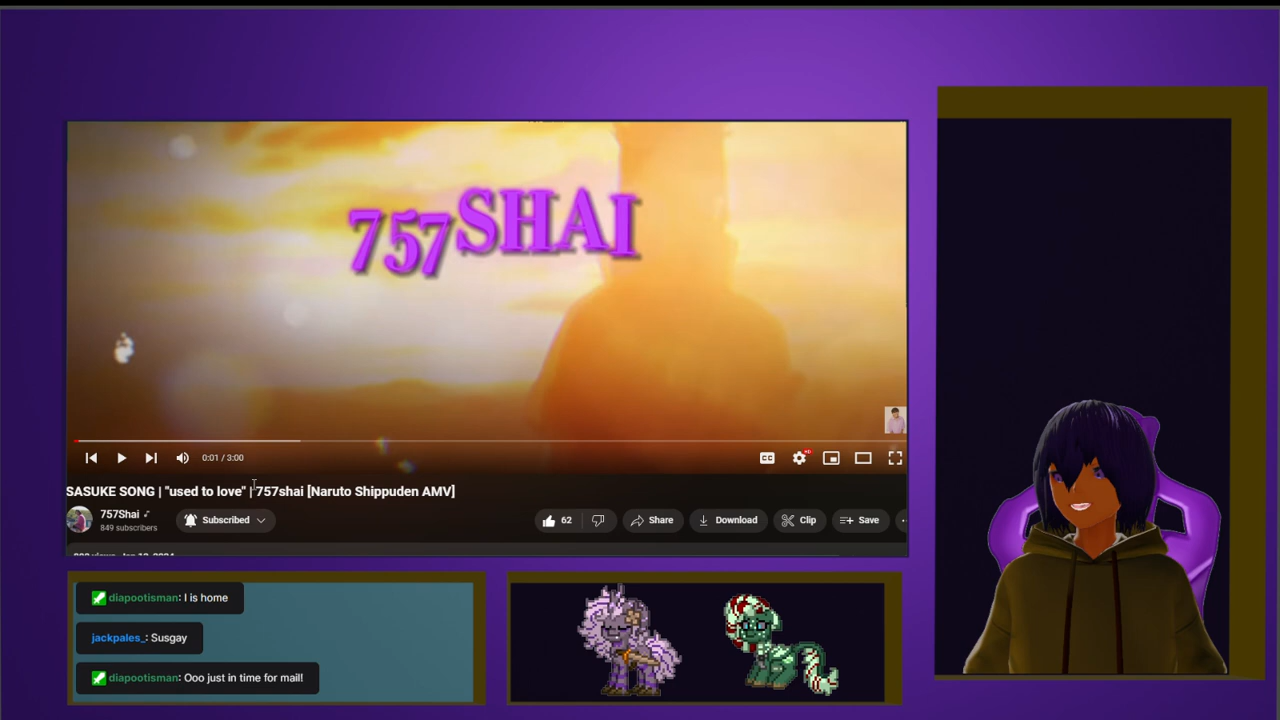 757SHAI
0:01 / 3:00
CC
SASUKE SONG | "used to love" | 757shai [Naruto Shippuden AMV]
757Shai
849 subscribers
Subscribed
62
Share
Download
Clip
Save
diapootisman: I is home
jackpales_: Susgay
diapootisman: Ooo just in time for mail!